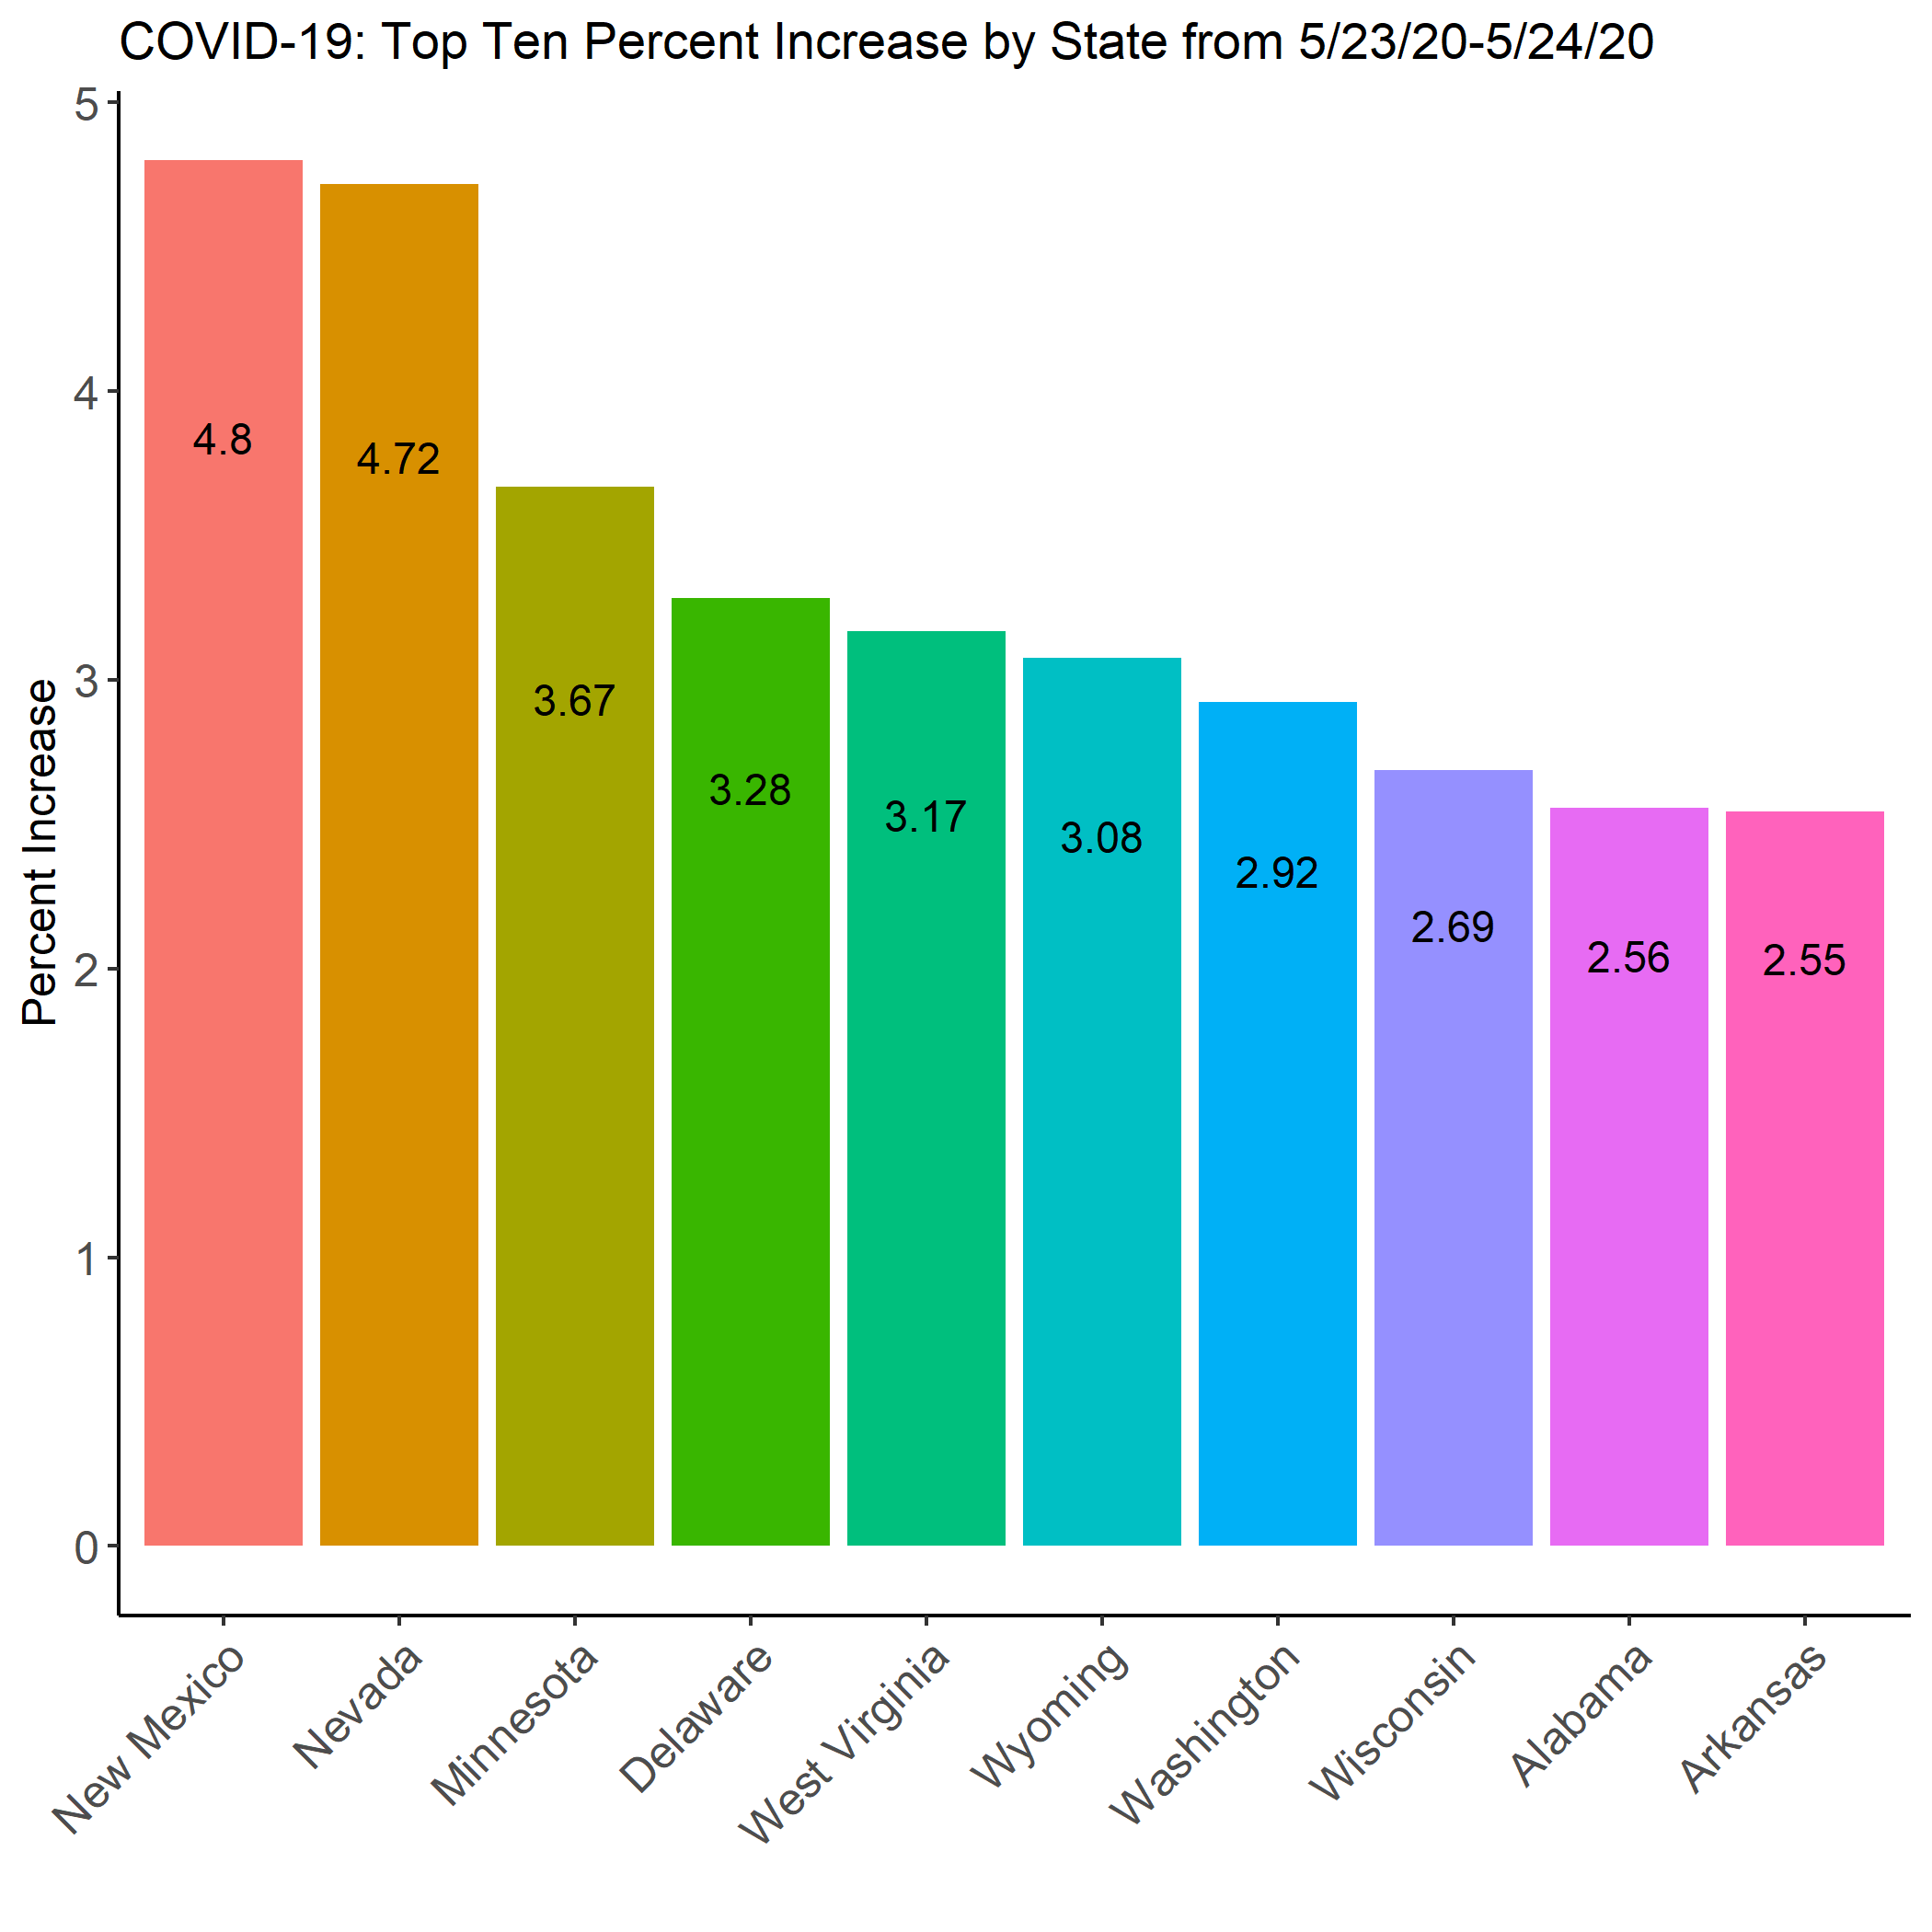 COVID-19: Top Ten Percent Increase by State from 5/23/20-5/24/20
Percent Increase
5
4
3
2
1
0
4.8
4.72
3.67
3.28
3.17
3.08
2.92
2.69
2.56
2.55
New Mexico
Nevada
Minnesota
Delaware
West Virginia
Wyoming
Washington
Wisconsin
Alabama
Arkansas